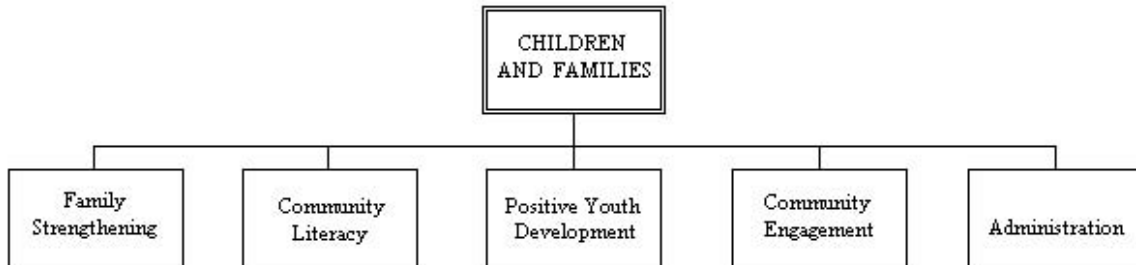 CHILDREN
AND FAMILIES
Family
Strengthening
Community
Literacy
Positive Youth
Development
Community
Engagement
Administration